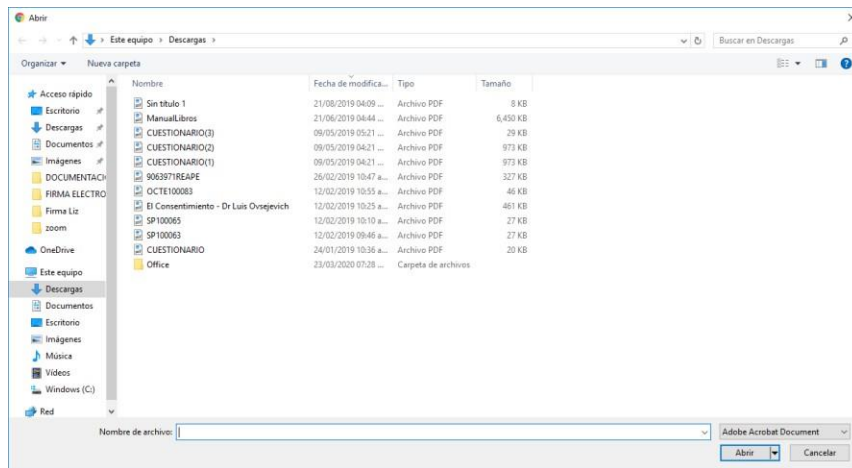 Abrir
Este equipo > Descargas >
Buscar en Descargas
Organizar Nueva carpeta
Nombre Fecha de modifica... Tipo Tamaño
Acceso rápido
Escritorio
Descargas
Documentos
Imágenes
DOCUMENTACI
FIRMA ELECTRO
Firma Liz
zoom
OneDrive
Este equipo
Descargas
Documentos
Escritorio
Imágenes
Música
Vídeos
Windows (C:)
Red
Sin título 1 21/08/2019 04:09 ... Archivo PDF 8 KB
ManualLibros 21/06/2019 04:44 ... Archivo PDF 6,450 KB
CUESTIONARIO(3) 09/05/2019 05:21 ... Archivo PDF 29 KB
CUESTIONARIO(2) 09/05/2019 04:21 ... Archivo PDF 973 KB
CUESTIONARIO(1) 09/05/2019 04:21 ... Archivo PDF 973 KB
9063971REAPE 26/02/2019 10:47 a... Archivo PDF 327 KB
OCTE100083 12/02/2019 10:55 a... Archivo PDF 46 KB
El Consentimiento - Dr Luis Ovsejevich 12/02/2019 10:25 a... Archivo PDF 461 KB
SP100065 12/02/2019 10:10 a... Archivo PDF 27 KB
SP100063 12/02/2019 09:46 a... Archivo PDF 27 KB
CUESTIONARIO 24/01/2019 10:36 a... Archivo PDF 20 KB
Office 23/03/2020 07:28 ... Carpeta de archivos
Nombre de archivo:
Adobe Acrobat Document
Abrir Cancelar